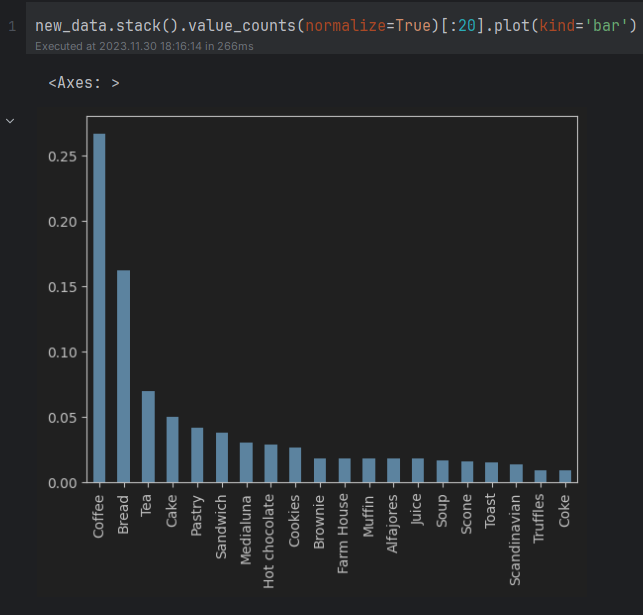 1 new_data.stack().value_counts(normalize=True)[:20].plot(kind='bar')
Executed at 2023.11.30 18:16:14 in 266ms
<Axes: >
0.25
0.20
0.15
0.10
0.05
0.00
Coffee
Bread
Tea
Cake
Pastry
Sandwich
Medialuna
Hot chocolate
Cookies
Brownie
Farm House
Muffin
Alfajores
Juice
Soup
Scone
Toast
Scandinavian
Truffles
Coke